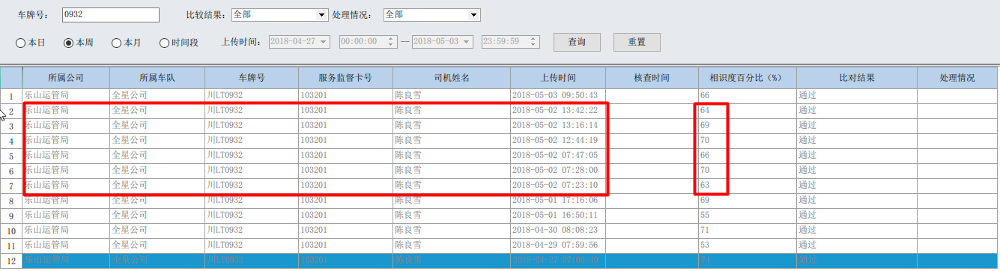 车牌号： 0932 比较结果： 全部 处理情况： 全部
本日 本周 本月 时间段 上传时间： 2018-04-27 00:00:00 -- 2018-05-03 23:59:59 查询 重置
所属公司 所属车队 车牌号 服务监督卡号 司机姓名 上传时间 核查时间 相识度百分比（%） 比对结果 处理情况
1 乐山运管局 全星公司 川LT0932 103201 陈良雪 2018-05-03 09:50:43 66 通过
2 乐山运管局 全星公司 川LT0932 103201 陈良雪 2018-05-02 13:42:22 64 通过
3 乐山运管局 全星公司 川LT0932 103201 陈良雪 2018-05-02 13:16:14 69 通过
4 乐山运管局 全星公司 川LT0932 103201 陈良雪 2018-05-02 12:44:19 70 通过
5 乐山运管局 全星公司 川LT0932 103201 陈良雪 2018-05-02 07:47:05 66 通过
6 乐山运管局 全星公司 川LT0932 103201 陈良雪 2018-05-02 07:28:00 70 通过
7 乐山运管局 全星公司 川LT0932 103201 陈良雪 2018-05-02 07:23:10 63 通过
8 乐山运管局 全星公司 川LT0932 103201 陈良雪 2018-05-01 17:16:06 69 通过
9 乐山运管局 全星公司 川LT0932 103201 陈良雪 2018-05-01 16:50:11 55 通过
10 乐山运管局 全星公司 川LT0932 103201 陈良雪 2018-04-30 08:08:23 71 通过
11 乐山运管局 全星公司 川LT0932 103201 陈良雪 2018-04-29 07:59:56 53 通过
12 乐山运管局 全星公司 川LT0932 103201 陈良雪 2018-04-27 07:08:49 74 通过